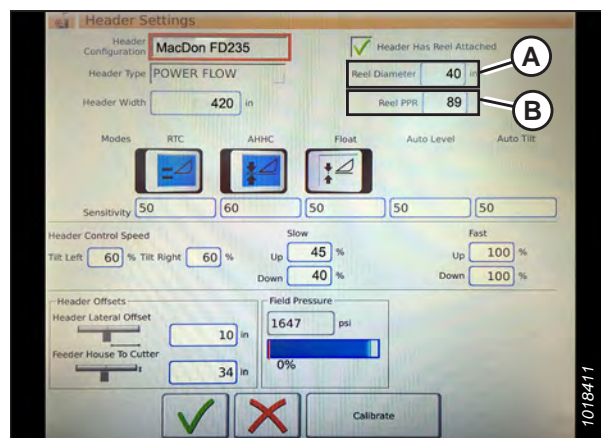 Header Settings
Header Configuration MacDon FD235
Header Has Reel Attached
A
Header Type POWER FLOW
Reel Diameter 40 in
Header Width 420 in
Reel PPR 89
B
Modes RTC AHHC Float Auto Level Auto Tilt
Sensitivity 50 60 50 50 50
Header Control Speed Slow Fast
Tilt Left 60 % Tilt Right 60 % Up 45 % Up 100 %
Down 40 % Down 100 %
Header Offsets Field Pressure
Header Lateral Offset 10 in
1647 psi
Feeder House To Cutter 34 in
0%
Calibrate
1018411